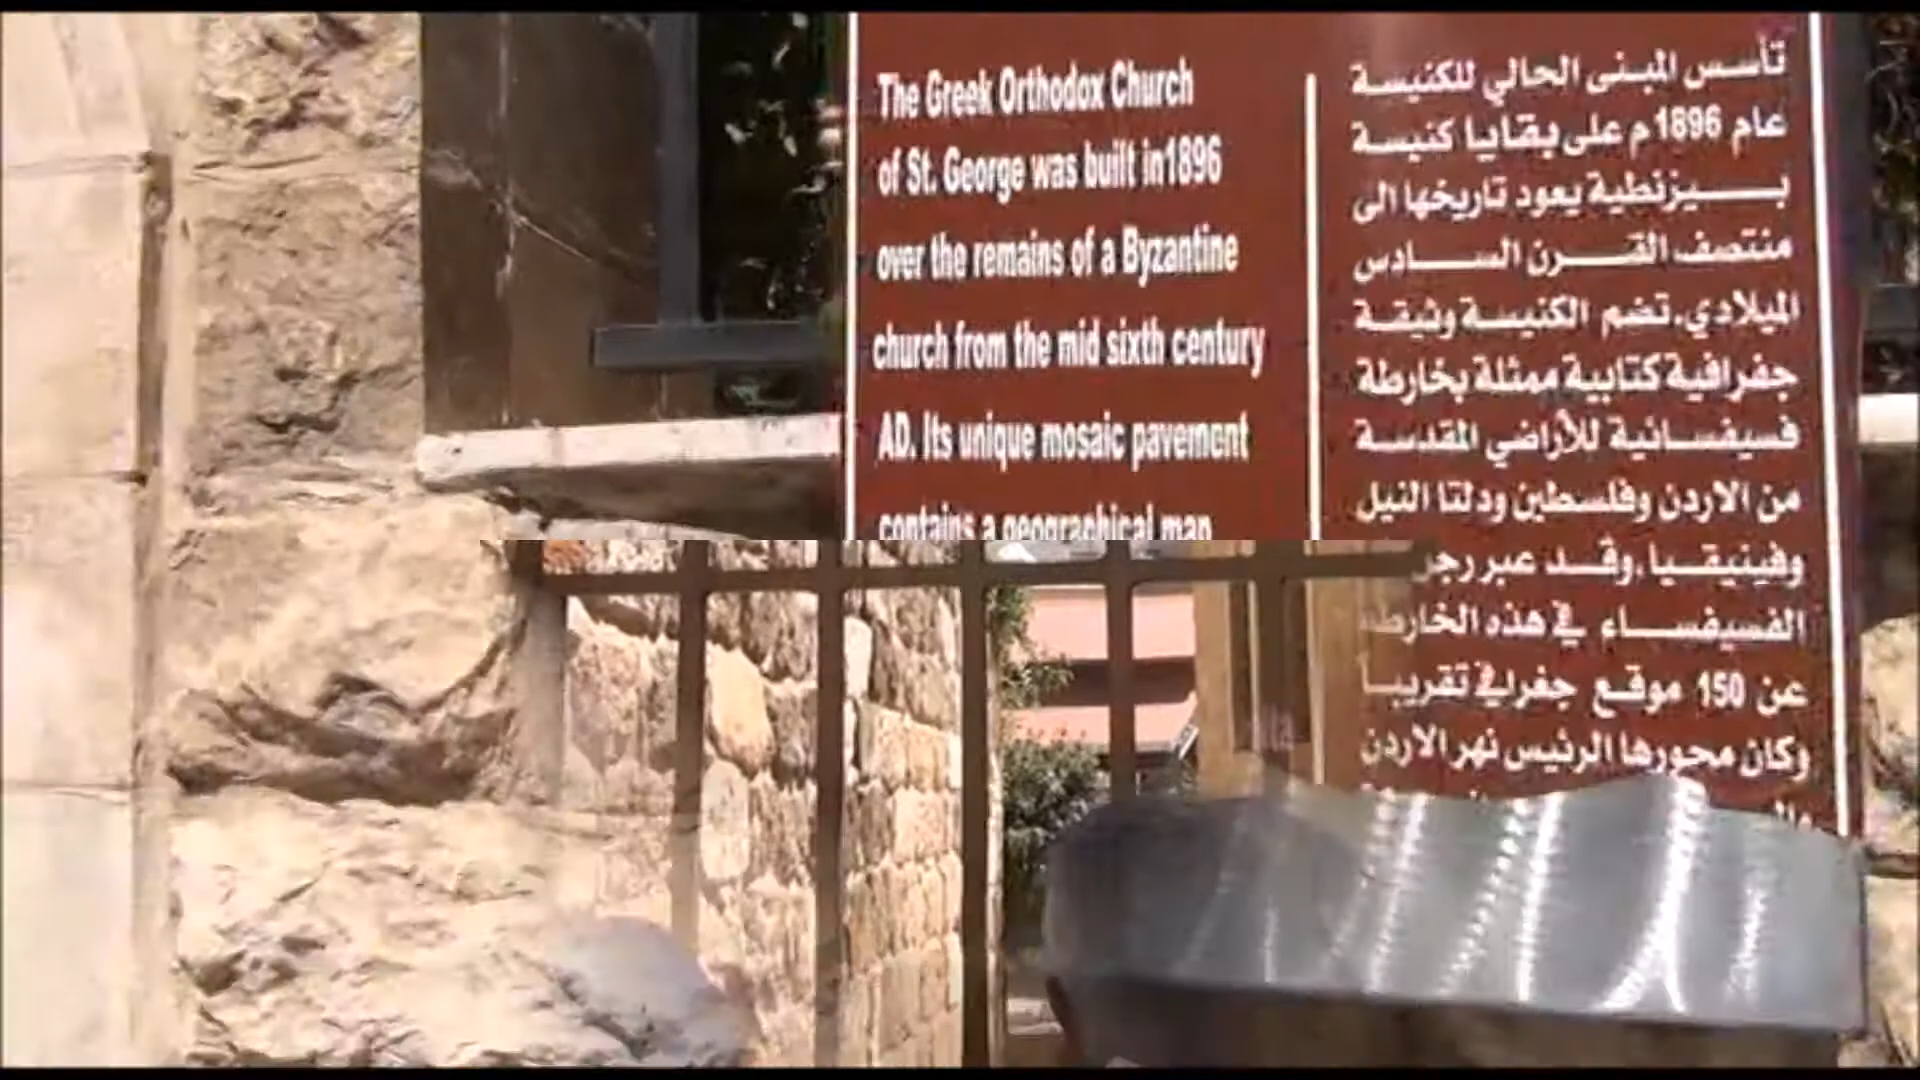 The Greek Orthodox Church
of St. George was built in1896
over the remains of a Byzantine
church from the mid sixth century
AD. Its unique mosaic pavement
contains a geographical map
تأسس المبنى الحالي للكنيسة
عام 1896 م على بقايا كنيسة
بيزنطية يعود تاريخها الى
منتصف القرن السادس
الميلادي. تضم الكنيسة وثيقة
جغرافية كتابية ممثلة بخارطة
فسيفسائية للأراضي المقدسة
من الاردن وفلسطين ودلتا النيل
وفينيقيا. وقد عبر
الفسيفساء في هذه
عن 150 موقع جغرافي تقريبا
وكان محورها الرئيس نهر الاردن